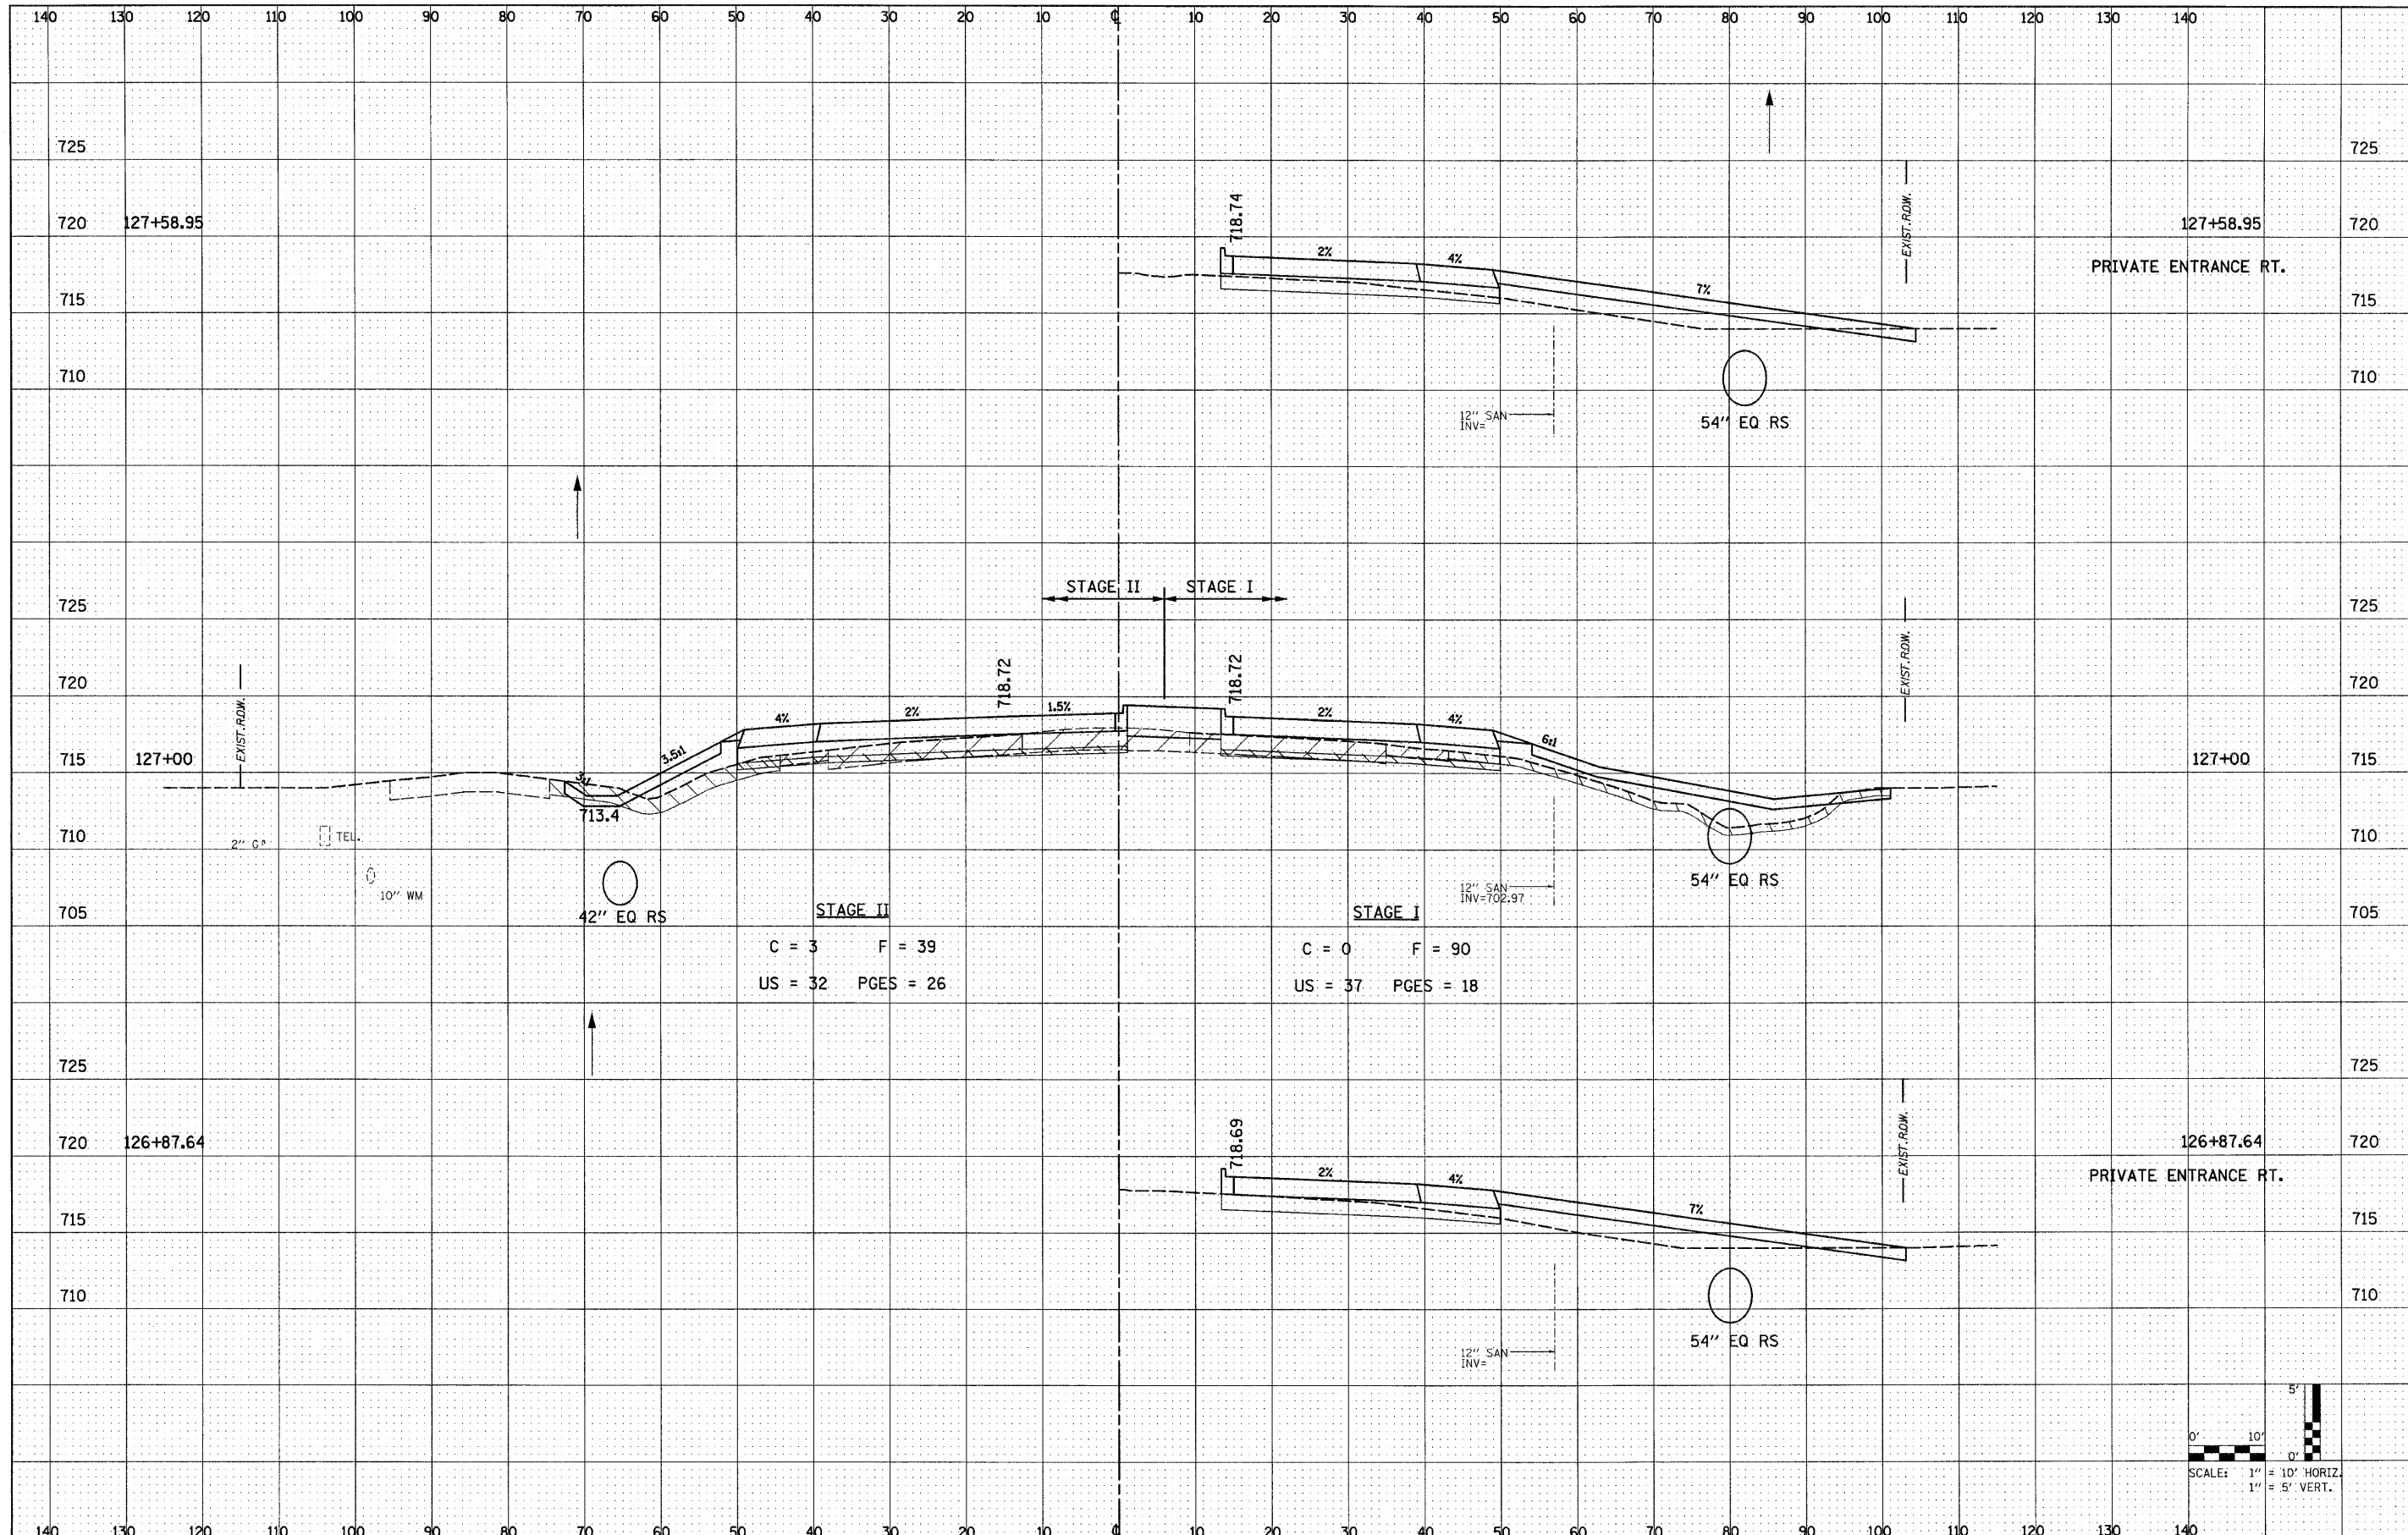 140 130 120 110 100 90 80 70 60 50 40 30 20 10 ℄ 10 20 30 40 50 60 70 80 90 100 110 120 130 140
725 725
720 127+58.95 718.74 EXIST. R.O.W. 127+58.95 720
2% 4% PRIVATE ENTRANCE RT.
715 7% 715
710 710
12" SAN
INV=
54" EQ RS
STAGE II STAGE I
725 725
720 718.72 718.72 EXIST. R.O.W. 720
4% 2% 1.5% 2% 4%
EXIST. R.O.W. 3.5:1 6:1
715 127+00 127+00 715
3:1
713.4
710 2" TEL. 710
10" WM
12" SAN
INV=702.97
54" EQ RS
705 42" EQ RS 705
STAGE II STAGE I
C = 3 F = 39 C = 0 F = 90
US = 32 PGES = 26 US = 37 PGES = 18
725 725
720 126+87.64 718.69 EXIST. R.O.W. 126+87.64 720
2% 4% PRIVATE ENTRANCE RT.
715 7% 715
710 710
54" EQ RS
12" SAN
INV=
5'
0' 10'
0'
SCALE: 1" = 10' HORIZ.
1" = 5' VERT.
140 130 120 110 100 90 80 70 60 50 40 30 20 10 ℄ 10 20 30 40 50 60 70 80 90 100 110 120 130 140